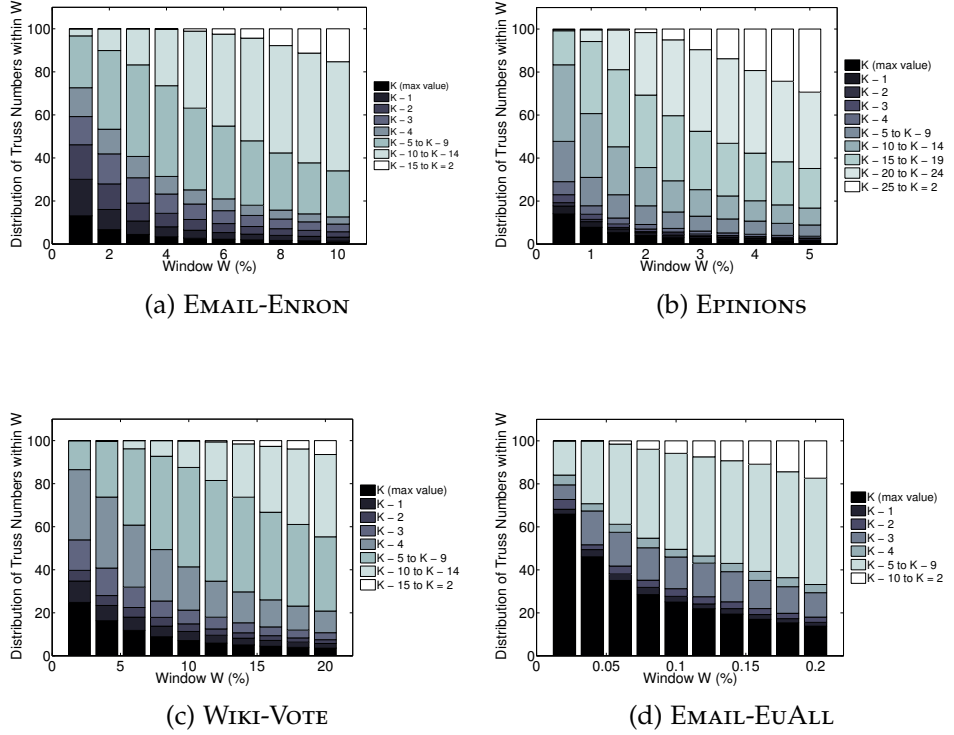 Distribution of Truss Numbers within W
100
80
60
40
20
0
0 2 4 6 8 10
Window W (%)
K (max value)
K − 1
K − 2
K − 3
K − 4
K − 5 to K − 9
K − 10 to K − 14
K − 15 to K = 2
(a) Email-Enron
Distribution of Truss Numbers within W
100
80
60
40
20
0
0 1 2 3 4 5
Window W (%)
K (max value)
K − 1
K − 2
K − 3
K − 4
K − 5 to K − 9
K − 10 to K − 14
K − 15 to K − 19
K − 20 to K − 24
K − 25 to K = 2
(b) Epinions
Distribution of Truss Numbers within W
100
80
60
40
20
0
0 5 10 15 20
Window W (%)
K (max value)
K − 1
K − 2
K − 3
K − 4
K − 5 to K − 9
K − 10 to K − 14
K − 15 to K = 2
(c) Wiki-Vote
Distribution of Truss Numbers within W
100
80
60
40
20
0
0 0.05 0.1 0.15 0.2
Window W (%)
K (max value)
K − 1
K − 2
K − 3
K − 4
K − 5 to K − 9
K − 10 to K = 2
(d) Email-EuAll